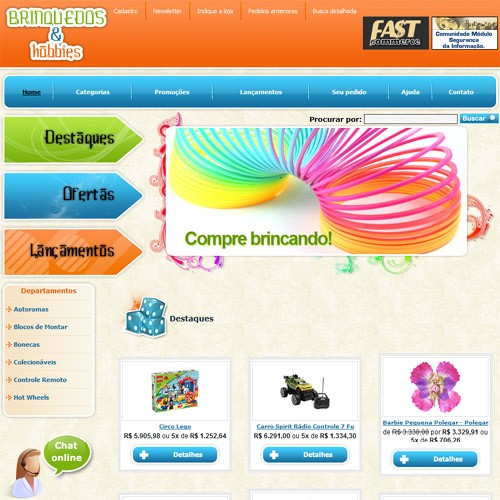 BRINQUEDOS
&
hobbies
Cadastro
Newsletter
Indique a loja
Pedidos anteriores
Busca detalhada
FAST
commerce
Comunidade Módulo
Segurança
da Informação.
Home
Categorias
Promoções
Lançamentos
Seu pedido
Ajuda
Contato
Procurar por:
Buscar
Destaques
Ofertas
Lançamentos
Compre brincando!
Departamentos
Autoramas
Blocos de Montar
Bonecas
Colecionáveis
Controle Remoto
Hot Wheels
Chat
online
Destaques
Circo Lego
R$ 5.905,98 ou 5x de R$ 1.252,64
Detalhes
Carro Spirit Rádio Controle 7 Fu
R$ 6.291,00 ou 5x de R$ 1.334,30
Detalhes
Barbie Pequena Polegar - Polegar
de R$ 3.330,00 por R$ 3.329,91 ou
5x de R$ 706,26
Detalhes